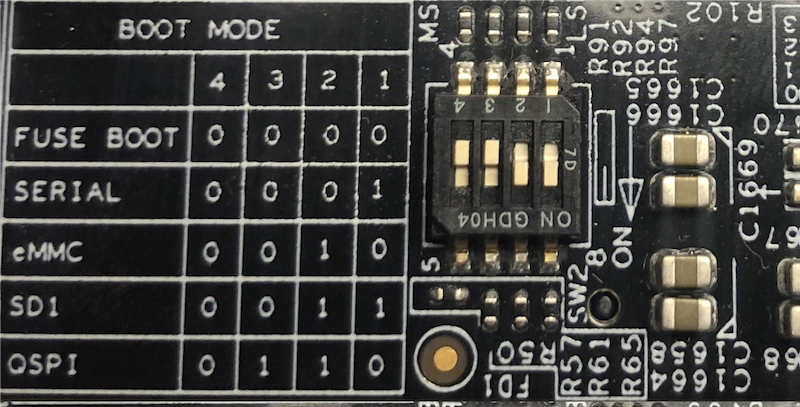 BOOT MODE
4 3 2 1
FUSE BOOT 0 0 0 0
SERIAL 0 0 0 1
eMMC 0 0 1 0
SD1 0 0 1 1
QSPI 0 1 1 0
MS
LS
4
1
4 3 2 1
7D
ON GDH04
5
8
ON
SW2
R91
R92
R94
R97
R102
C1665
C1666
C1669
R50
FD1
R57
R61
R65
C1658
C1664